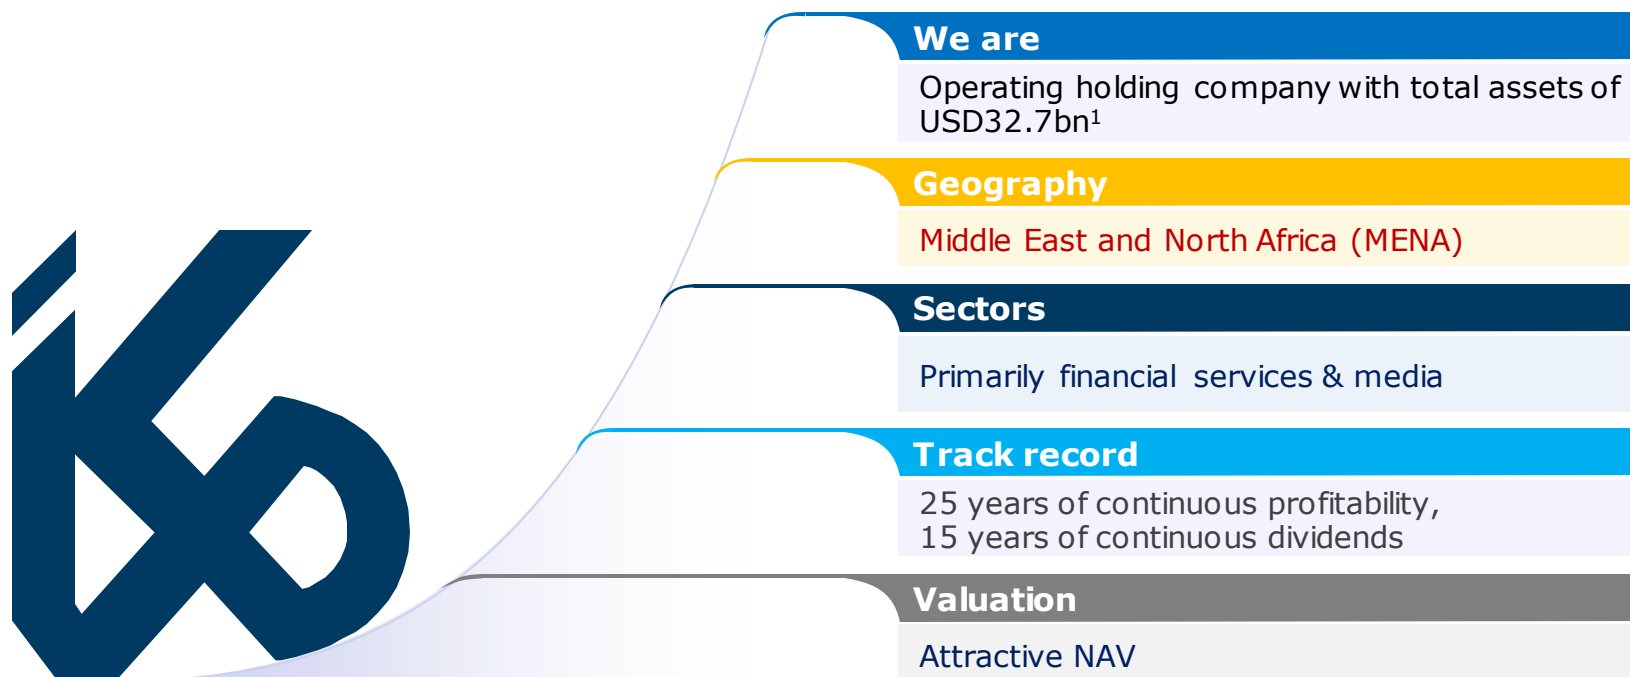 We are
Operating holding company with total assets of
USD32.7bn¹
Geography
Middle East and North Africa (MENA)
Sectors
Primarily financial services & media
Track record
25 years of continuous profitability,
15 years of continuous dividends
Valuation
Attractive NAV